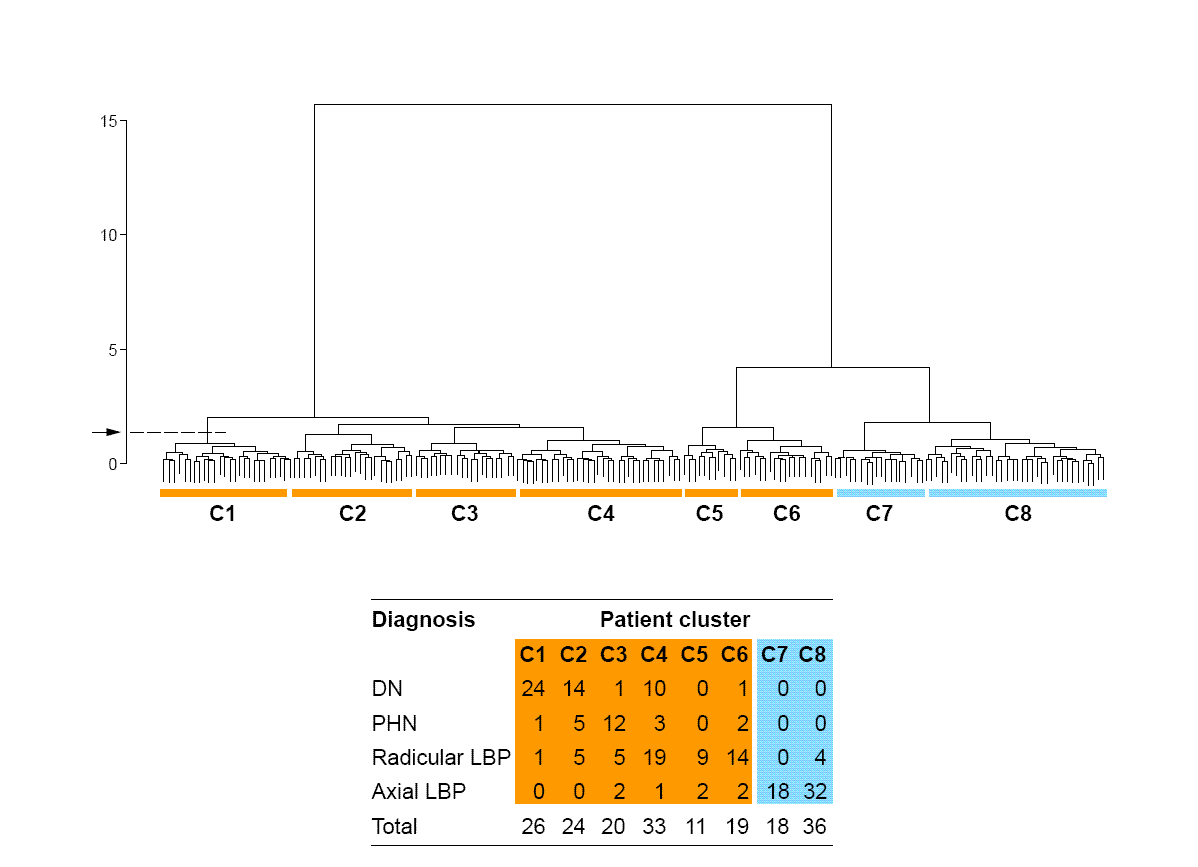 15
10
5
0
C1 C2 C3 C4 C5 C6 C7 C8
Diagnosis Patient cluster
C1 C2 C3 C4 C5 C6 C7 C8
DN 24 14 1 10 0 1 0 0
PHN 1 5 12 3 0 2 0 0
Radicular LBP 1 5 5 19 9 14 0 4
Axial LBP 0 0 2 1 2 2 18 32
Total 26 24 20 33 11 19 18 36